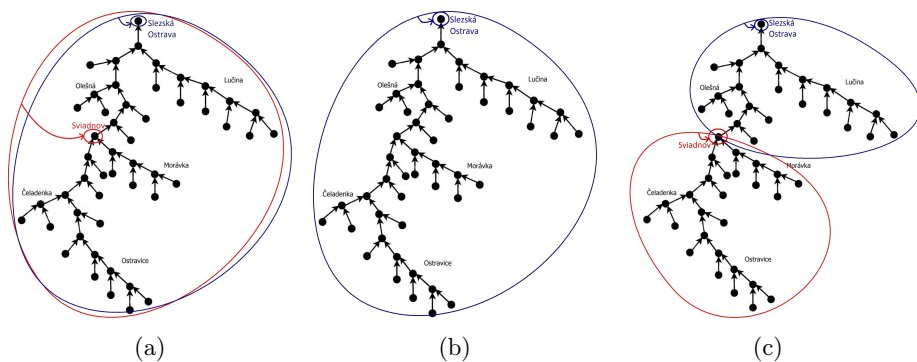 Slezská
Ostrava
Olešná
Lučina
Sviadnov
Morávka
Čeladenka
Ostravice
(a)
Slezská
Ostrava
Olešná
Lučina
Morávka
Čeladenka
Ostravice
(b)
Slezská
Ostrava
Olešná
Lučina
Sviadnov
Morávka
Čeladenka
Ostravice
(c)